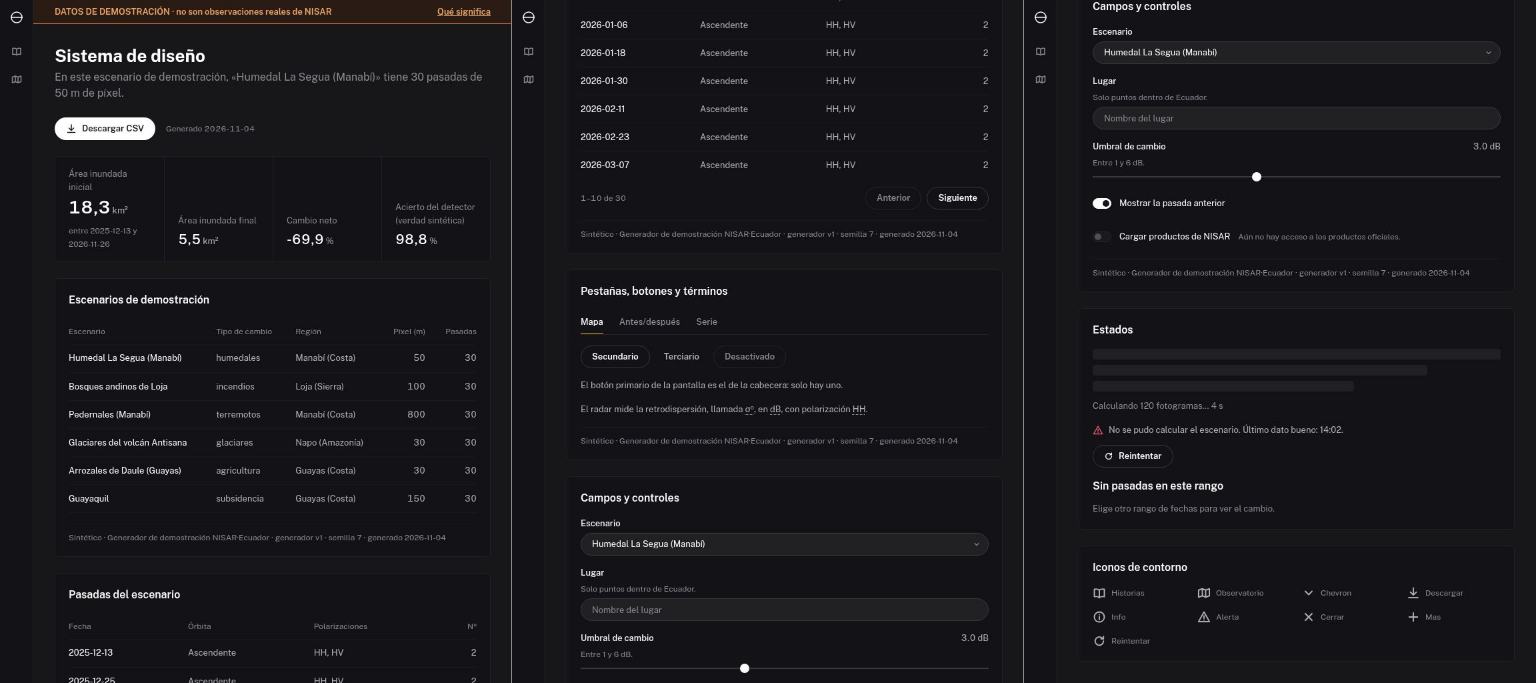 DATOS DE DEMOSTRACIÓN · no son observaciones reales de NISAR Qué significa
Sistema de diseño
En este escenario de demostración, «Humedal La Segua (Manabí)» tiene 30 pasadas de
50 m de píxel.
Descargar CSV Generado 2026-11-04
Área inundada
inicial
18,3 km²
entre 2025-12-13 y
2026-11-26
Área inundada final
5,5 km²
Cambio neto
-69,9 %
Acierto del detector
(verdad sintética)
98,8 %
Escenarios de demostración
Escenario Tipo de cambio Región Píxel (m) Pasadas
Humedal La Segua (Manabí) humedales Manabí (Costa) 50 30
Bosques andinos de Loja incendios Loja (Sierra) 100 30
Pedernales (Manabí) terremotos Manabí (Costa) 800 30
Glaciares del volcán Antisana glaciares Napo (Amazonía) 30 30
Arrozales de Daule (Guayas) agricultura Guayas (Costa) 30 30
Guayaquil subsidencia Guayas (Costa) 150 30
Sintético · Generador de demostración NISAR·Ecuador · generador v1 · semilla 7 · generado 2026-11-04
Pasadas del escenario
Fecha Órbita Polarizaciones Nº
2025-12-13 Ascendente HH, HV 2
2025-12-25 Ascendente HH, HV 2
2026-01-06 Ascendente HH, HV 2
2026-01-18 Ascendente HH, HV 2
2026-01-30 Ascendente HH, HV 2
2026-02-11 Ascendente HH, HV 2
2026-02-23 Ascendente HH, HV 2
2026-03-07 Ascendente HH, HV 2
1–10 de 30 Anterior Siguiente
Sintético · Generador de demostración NISAR·Ecuador · generador v1 · semilla 7 · generado 2026-11-04
Pestañas, botones y términos
Mapa Antes/después Serie
Secundario Terciario Desactivado
El botón primario de la pantalla es el de la cabecera: solo hay uno.
El radar mide la retrodispersión, llamada σ⁰, en dB, con polarización HH.
Sintético · Generador de demostración NISAR·Ecuador · generador v1 · semilla 7 · generado 2026-11-04
Campos y controles
Escenario
Humedal La Segua (Manabí)
Lugar
Solo puntos dentro de Ecuador.
Nombre del lugar
Umbral de cambio 3.0 dB
Entre 1 y 6 dB.
Campos y controles
Escenario
Humedal La Segua (Manabí)
Lugar
Solo puntos dentro de Ecuador.
Nombre del lugar
Umbral de cambio 3.0 dB
Entre 1 y 6 dB.
Mostrar la pasada anterior
Cargar productos de NISAR Aún no hay acceso a los productos oficiales.
Sintético · Generador de demostración NISAR·Ecuador · generador v1 · semilla 7 · generado 2026-11-04
Estados
Calculando 120 fotogramas… 4 s
No se pudo calcular el escenario. Último dato bueno: 14:02.
Reintentar
Sin pasadas en este rango
Elige otro rango de fechas para ver el cambio.
Iconos de contorno
Historias Observatorio Chevron Descargar
Info Alerta Cerrar Mas
Reintentar